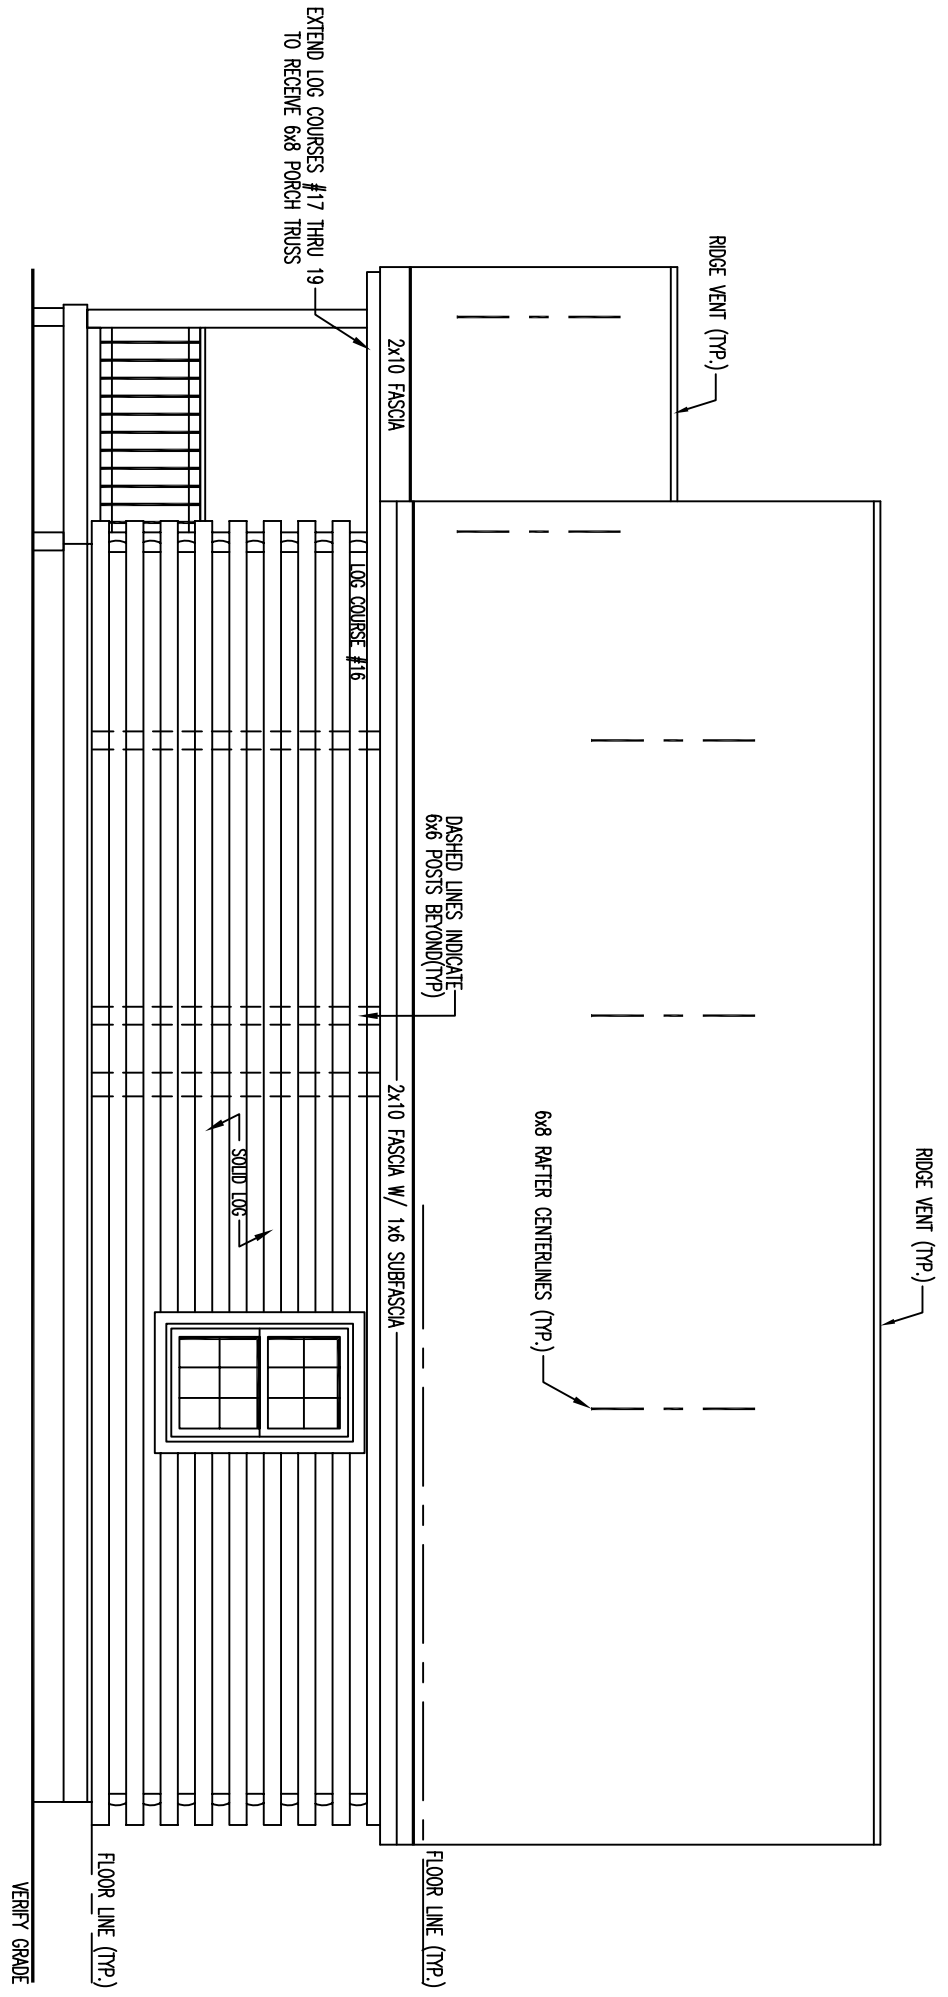 RIDGE VENT (TYP.)
RIDGE VENT (TYP.)
6x8 RAFTER CENTERLINES (TYP.)
DASHED LINES INDICATE
6x6 POSTS BEYOND(TYP)
FLOOR LINE (TYP.)
2x10 FASCIA
2x10 FASCIA W/ 1x6 SUBFASCIA
EXTEND LOG COURSES #17 THRU 19
TO RECEIVE 6x8 PORCH TRUSS
LOG COURSE #16
SOLID LOG
FLOOR LINE (TYP.)
VERIFY GRADE